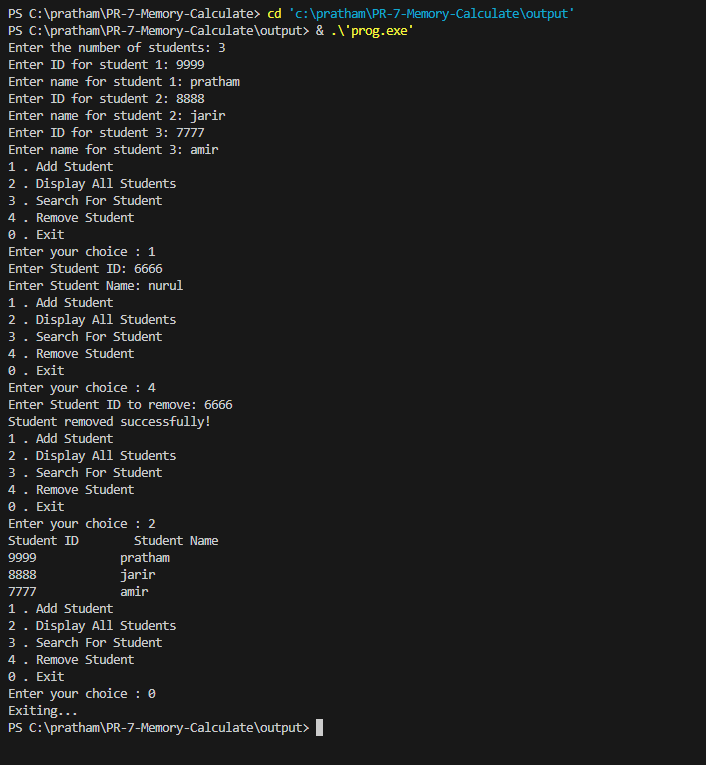 PS C:\pratham\PR-7-Memory-Calculate> cd 'c:\pratham\PR-7-Memory-Calculate\output'
PS C:\pratham\PR-7-Memory-Calculate\output> & .\'prog.exe'
Enter the number of students: 3
Enter ID for student 1: 9999
Enter name for student 1: pratham
Enter ID for student 2: 8888
Enter name for student 2: jarir
Enter ID for student 3: 7777
Enter name for student 3: amir
1 . Add Student
2 . Display All Students
3 . Search For Student
4 . Remove Student
0 . Exit
Enter your choice : 1
Enter Student ID: 6666
Enter Student Name: nurul
1 . Add Student
2 . Display All Students
3 . Search For Student
4 . Remove Student
0 . Exit
Enter your choice : 4
Enter Student ID to remove: 6666
Student removed successfully!
1 . Add Student
2 . Display All Students
3 . Search For Student
4 . Remove Student
0 . Exit
Enter your choice : 2
Student ID        Student Name
9999            pratham
8888            jarir
7777            amir
1 . Add Student
2 . Display All Students
3 . Search For Student
4 . Remove Student
0 . Exit
Enter your choice : 0
Exiting...
PS C:\pratham\PR-7-Memory-Calculate\output>